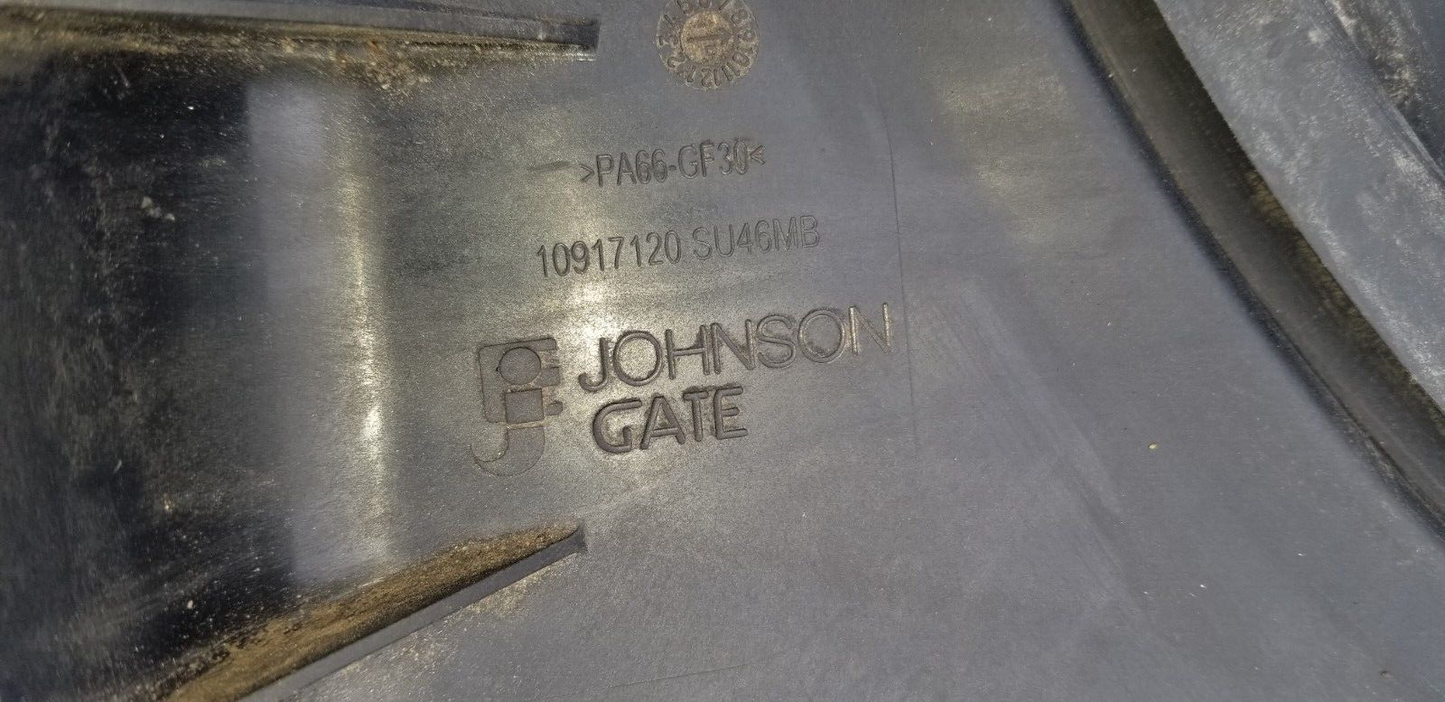 >PA66-GF30<
10917120 SU46MB
JOHNSON
GATE